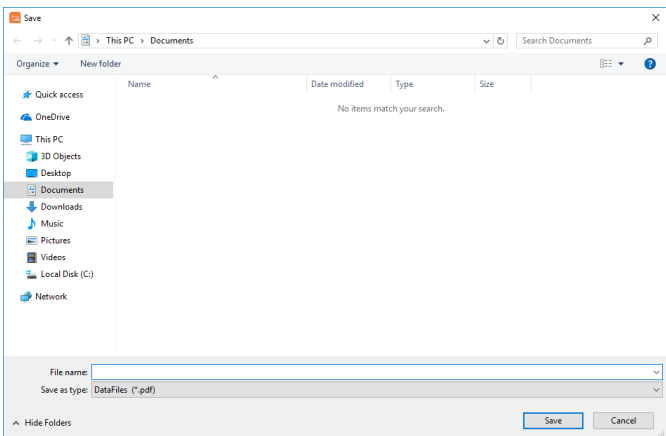 Save
This PC > Documents
Search Documents
Organize
New folder
Name
Date modified
Type
Size
No items match your search.
Quick access
OneDrive
This PC
3D Objects
Desktop
Documents
Downloads
Music
Pictures
Videos
Local Disk (C:)
Network
File name:
Save as type: DataFiles (*.pdf)
Hide Folders
Save
Cancel